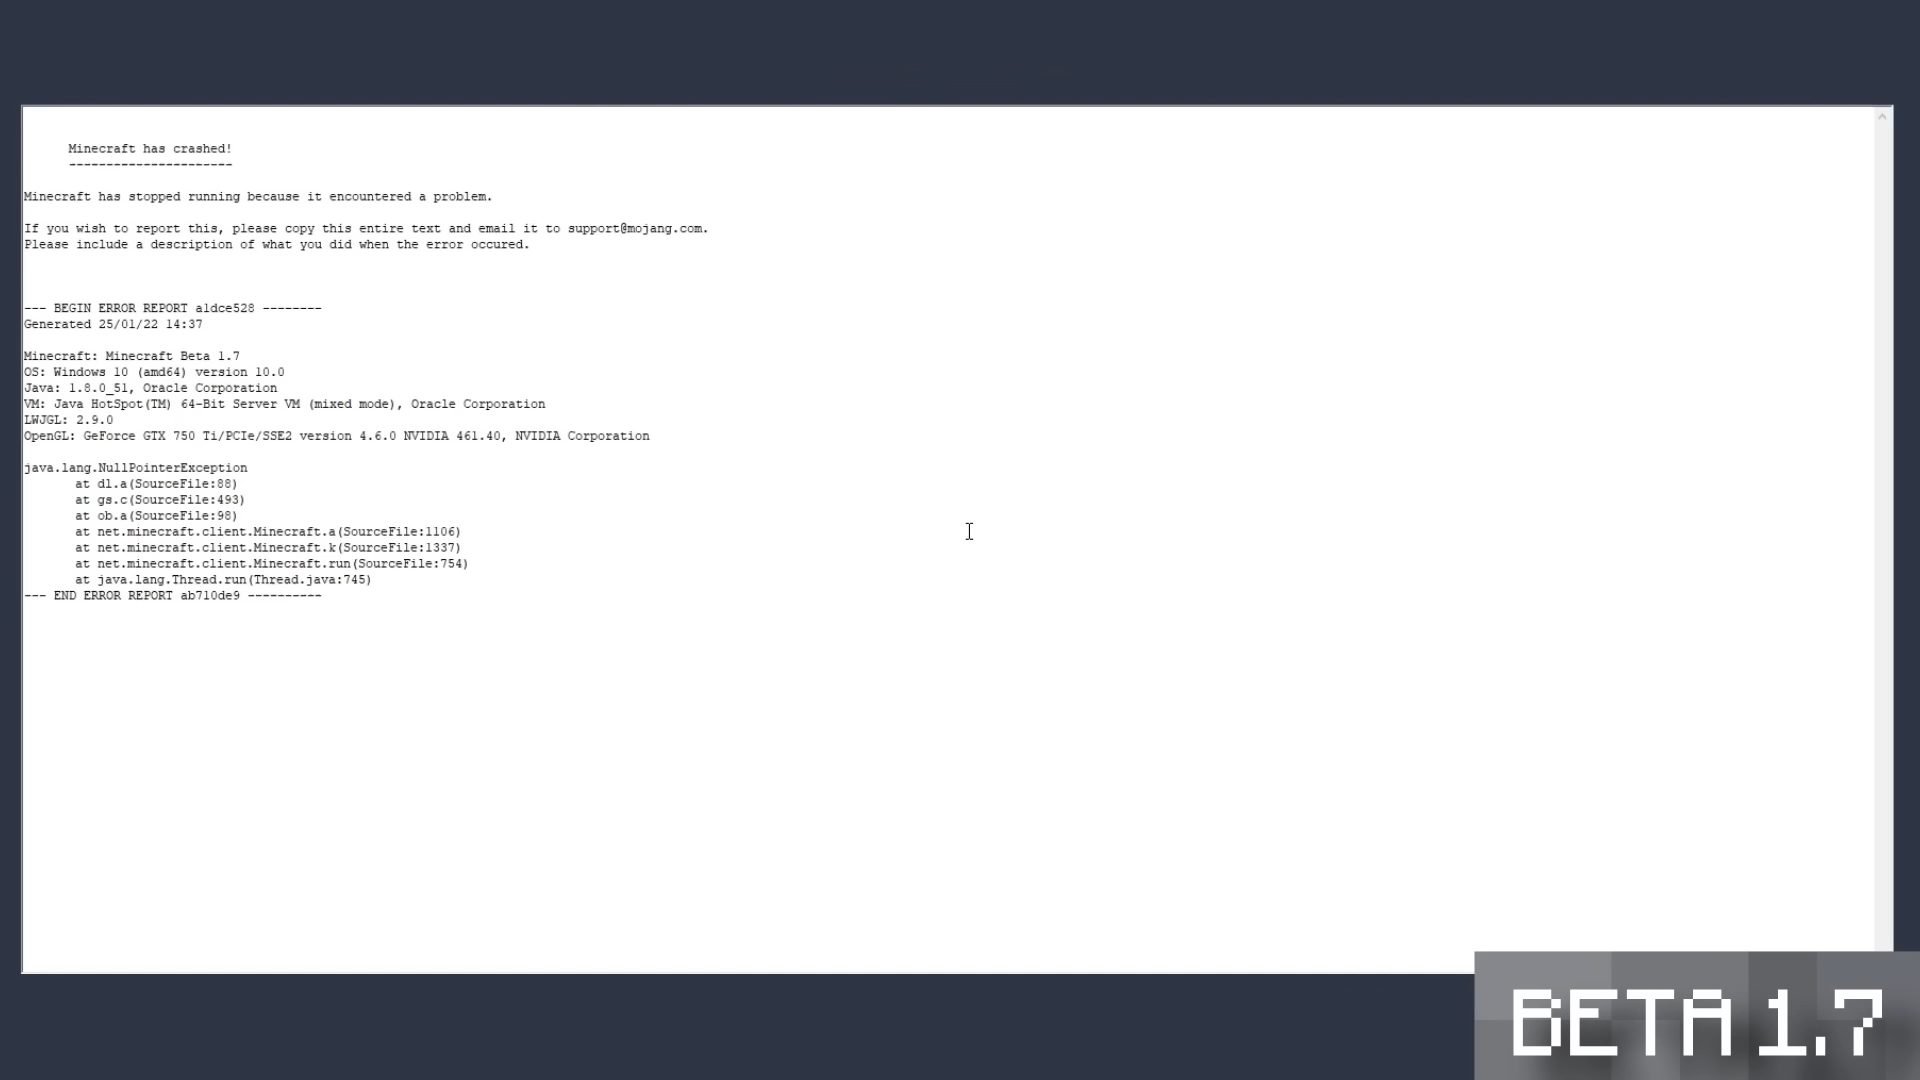 Minecraft has crashed!
----------------------
Minecraft has stopped running because it encountered a problem.
If you wish to report this, please copy this entire text and email it to support@mojang.com.
Please include a description of what you did when the error occured.
--- BEGIN ERROR REPORT a1dce528 --------
Generated 25/01/22 14:37
Minecraft: Minecraft Beta 1.7
OS: Windows 10 (amd64) version 10.0
Java: 1.8.0_51, Oracle Corporation
VM: Java HotSpot(TM) 64-Bit Server VM (mixed mode), Oracle Corporation
LWJGL: 2.9.0
OpenGL: GeForce GTX 750 Ti/PCIe/SSE2 version 4.6.0 NVIDIA 461.40, NVIDIA Corporation
java.lang.NullPointerException
at dl.a(SourceFile:88)
at gs.c(SourceFile:493)
at ob.a(SourceFile:98)
at net.minecraft.client.Minecraft.a(SourceFile:1106)
at net.minecraft.client.Minecraft.k(SourceFile:1337)
at net.minecraft.client.Minecraft.run(SourceFile:754)
at java.lang.Thread.run(Thread.java:745)
--- END ERROR REPORT ab710de9 ----------
BETA 1.7